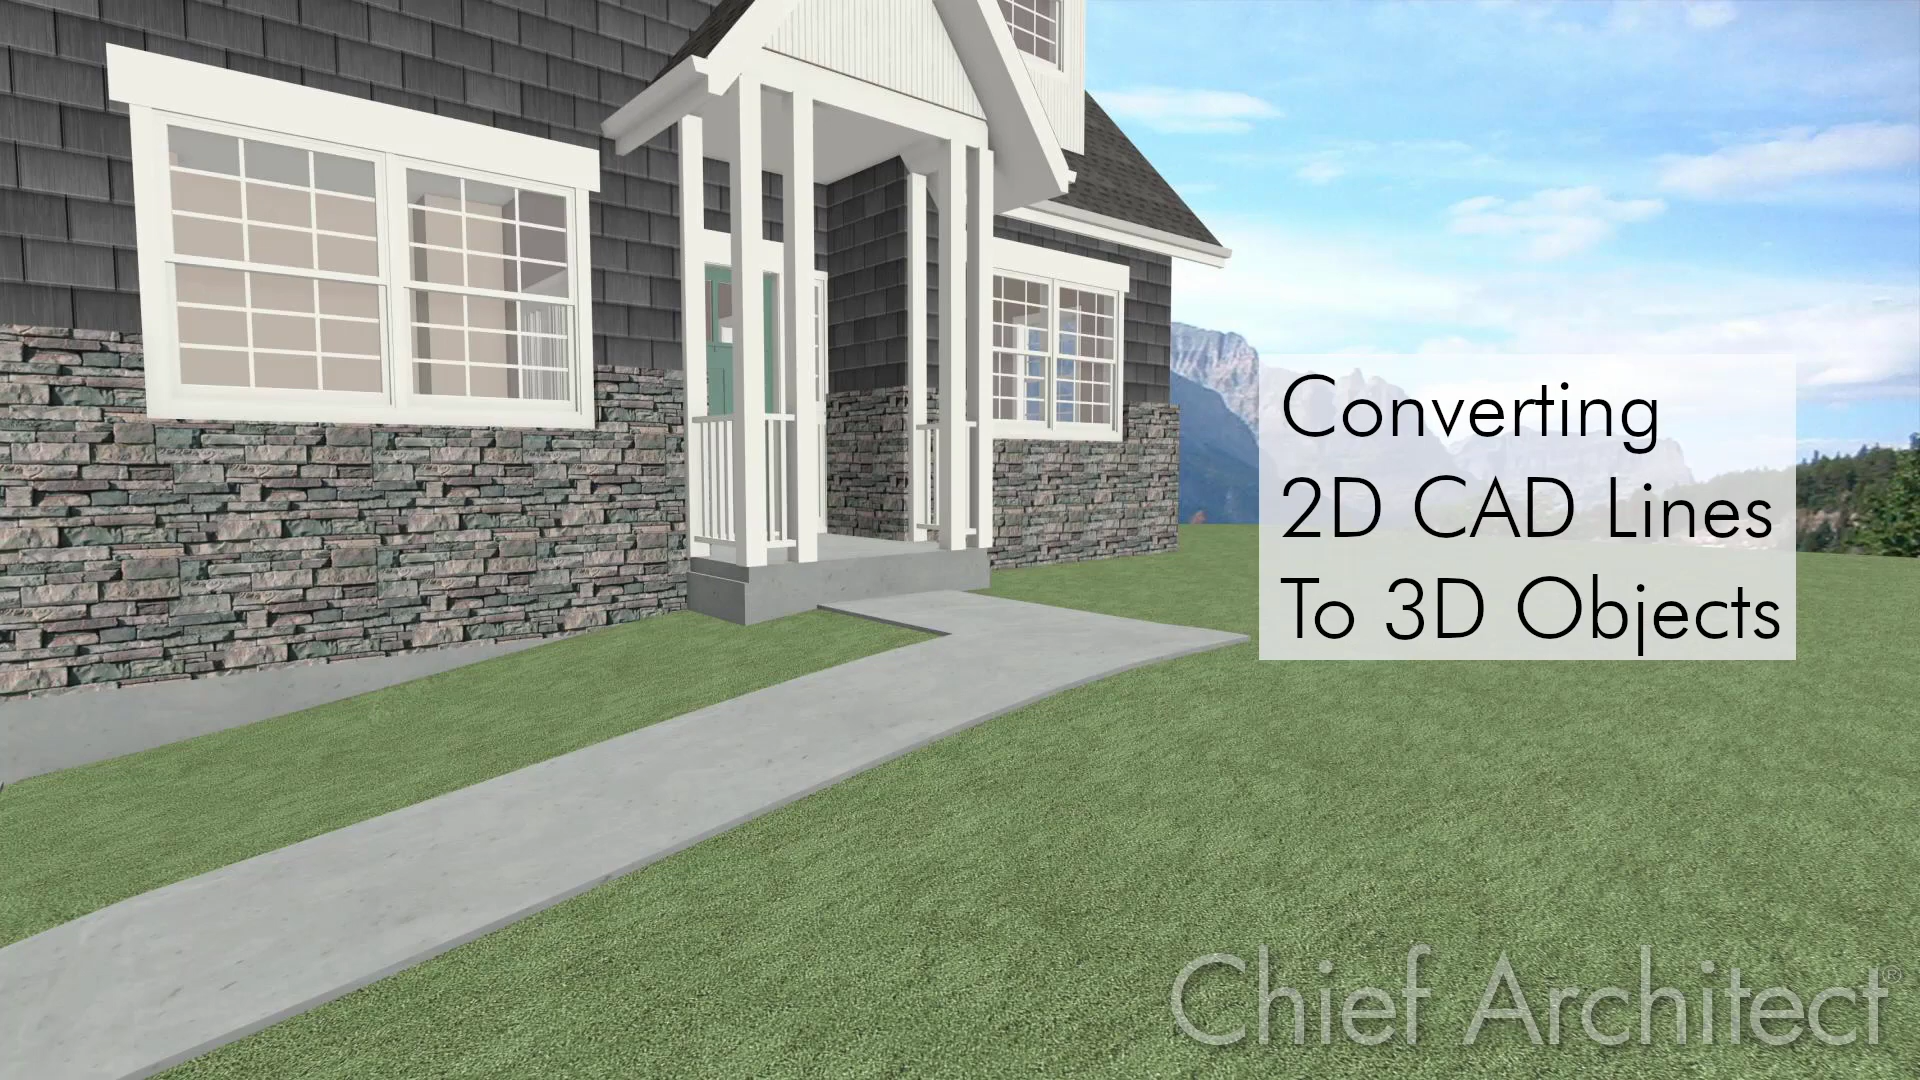 Converting
2D CAD Lines
To 3D Objects
Chief Architect®